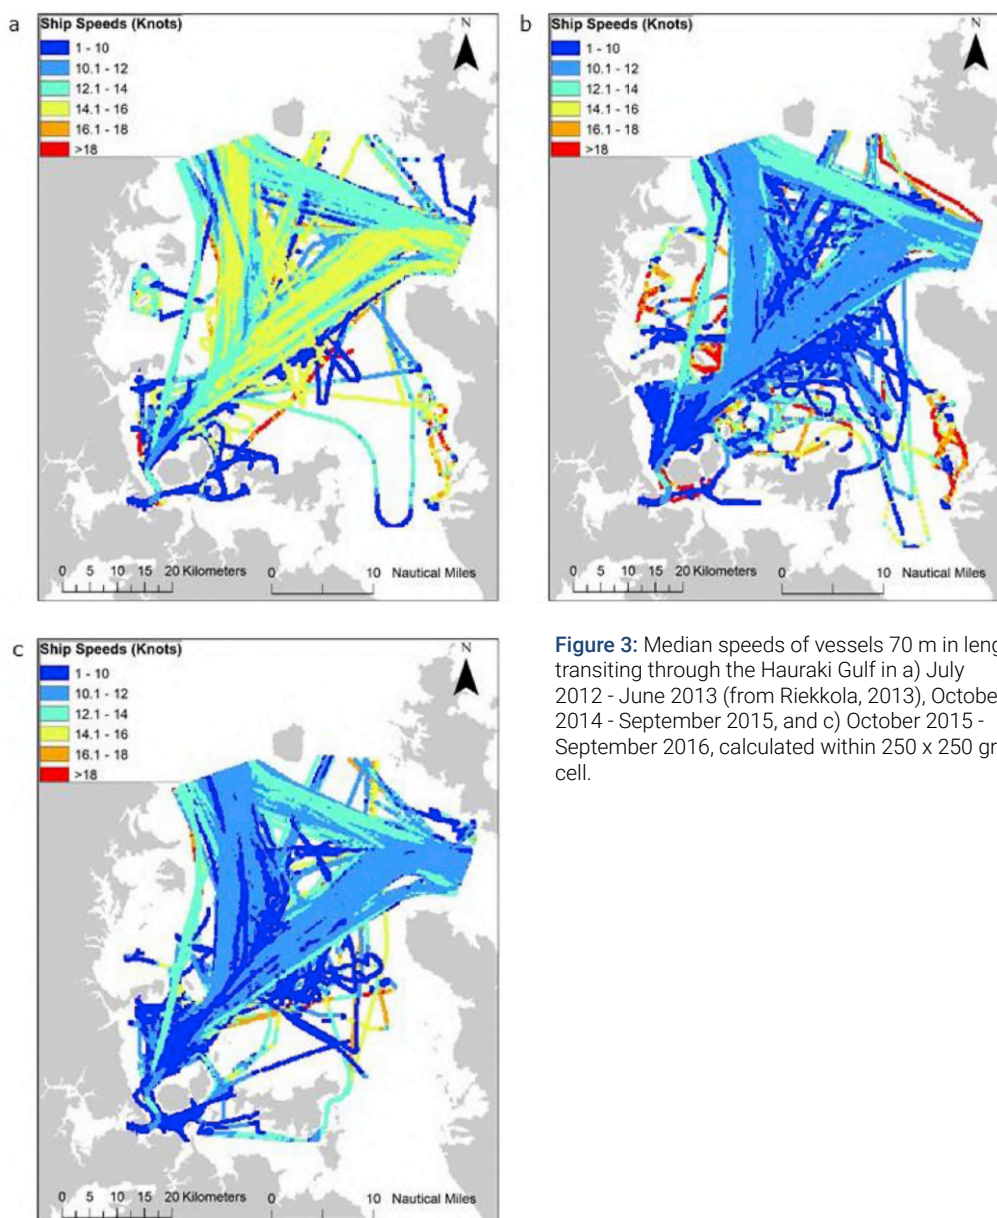 a
Ship Speeds (Knots)
1 - 10
10.1 - 12
12.1 - 14
14.1 - 16
16.1 - 18
>18
N
0 5 10 15 20 Kilometers
0 10 Nautical Miles
b
Ship Speeds (Knots)
1 - 10
10.1 - 12
12.1 - 14
14.1 - 16
16.1 - 18
>18
N
0 5 10 15 20 Kilometers
0 10 Nautical Miles
c
Ship Speeds (Knots)
1 - 10
10.1 - 12
12.1 - 14
14.1 - 16
16.1 - 18
>18
N
0 5 10 15 20 Kilometers
0 10 Nautical Miles
Figure 3: Median speeds of vessels 70 m in leng
transiting through the Hauraki Gulf in a) July
2012 - June 2013 (from Riekkola, 2013), Octobe
2014 - September 2015, and c) October 2015 -
September 2016, calculated within 250 x 250 gr
cell.